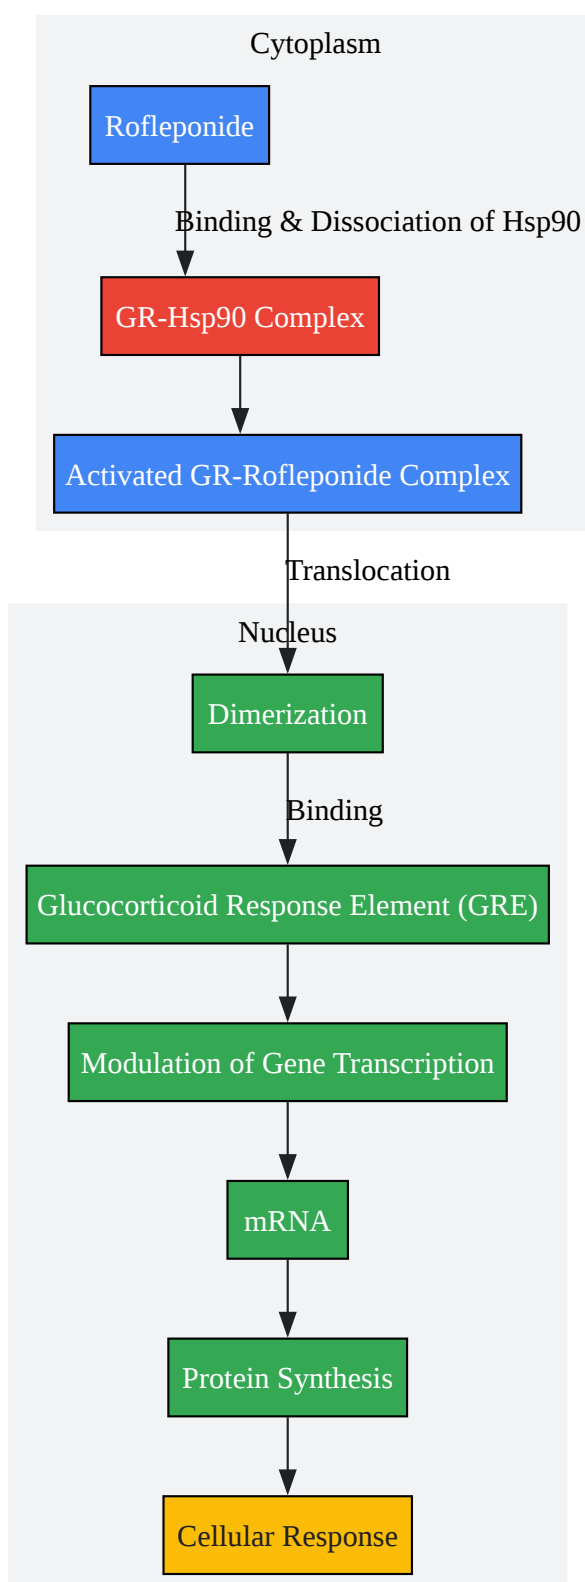 Cytoplasm
Rofleponide
Binding & Dissociation of Hsp90
GR-Hsp90 Complex
Activated GR-Rofleponide Complex
Translocation
Nucleus
Dimerization
Binding
Glucocorticoid Response Element (GRE)
Modulation of Gene Transcription
mRNA
Protein Synthesis
Cellular Response